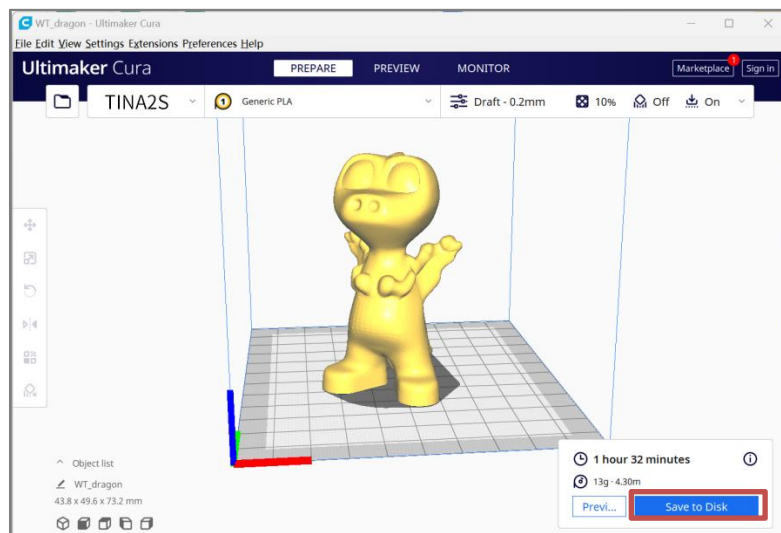 WT_dragon - Ultimaker Cura
File Edit View Settings Extensions Preferences Help
Ultimaker Cura PREPARE PREVIEW MONITOR Marketplace 1 Sign in
TINA2S 1 Generic PLA Draft - 0.2mm 10% Off On
Object list
WT_dragon
43.8 x 49.6 x 73.2 mm
1 hour 32 minutes
13g · 4.30m
Previ... Save to Disk